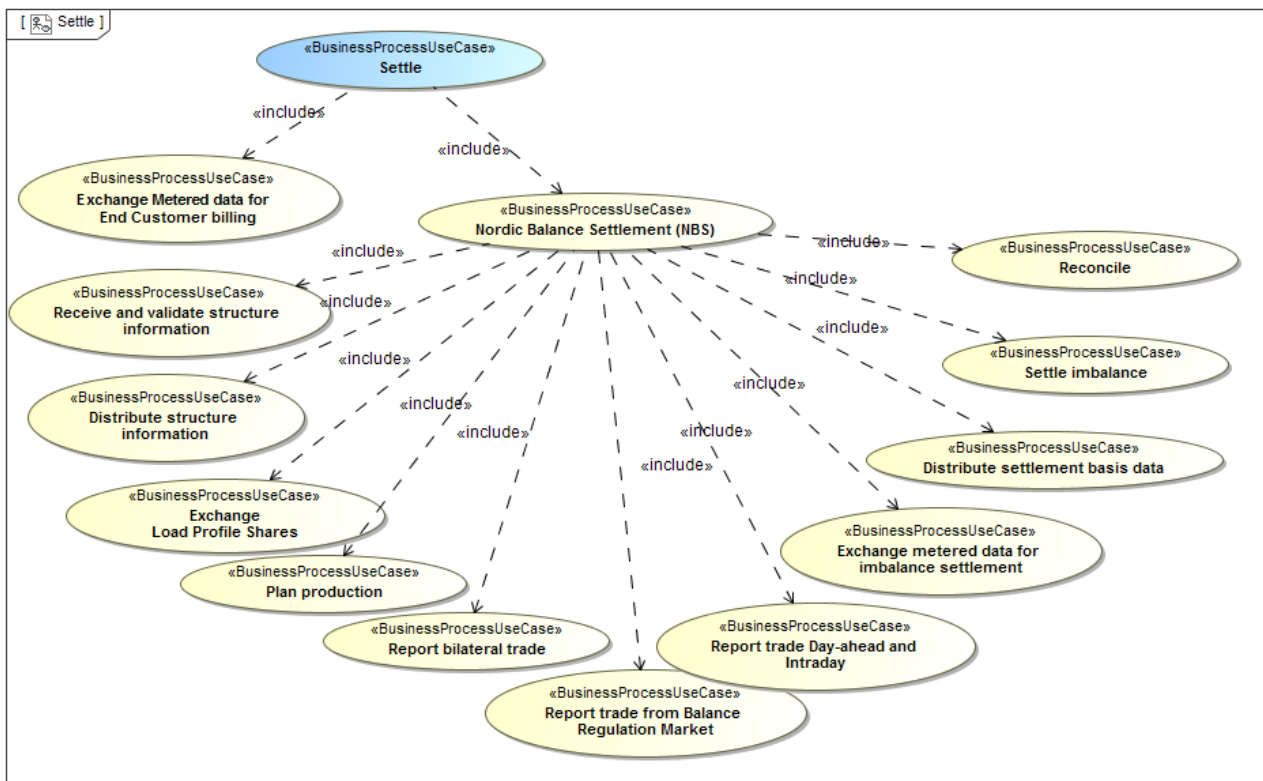 [ Settle ]
«BusinessProcessUseCase»
Settle
«include»
«include»
«BusinessProcessUseCase»
Exchange Metered data for
End Customer billing
«BusinessProcessUseCase»
Nordic Balance Settlement (NBS)
«include»
«include»
«BusinessProcessUseCase»
Reconcile
«BusinessProcessUseCase»
Receive and validate structure
information
«include»
«include»
«include»
«include»
«BusinessProcessUseCase»
Settle imbalance
«include»
«BusinessProcessUseCase»
Distribute structure
information
«include»
«include»
«include»
«include»
«BusinessProcessUseCase»
Distribute settlement basis data
«BusinessProcessUseCase»
Exchange
Load Profile Shares
«BusinessProcessUseCase»
Exchange metered data for
imbalance settlement
«BusinessProcessUseCase»
Plan production
«BusinessProcessUseCase»
Report bilateral trade
«BusinessProcessUseCase»
Report trade Day-ahead and
Intraday
«BusinessProcessUseCase»
Report trade from Balance
Regulation Market